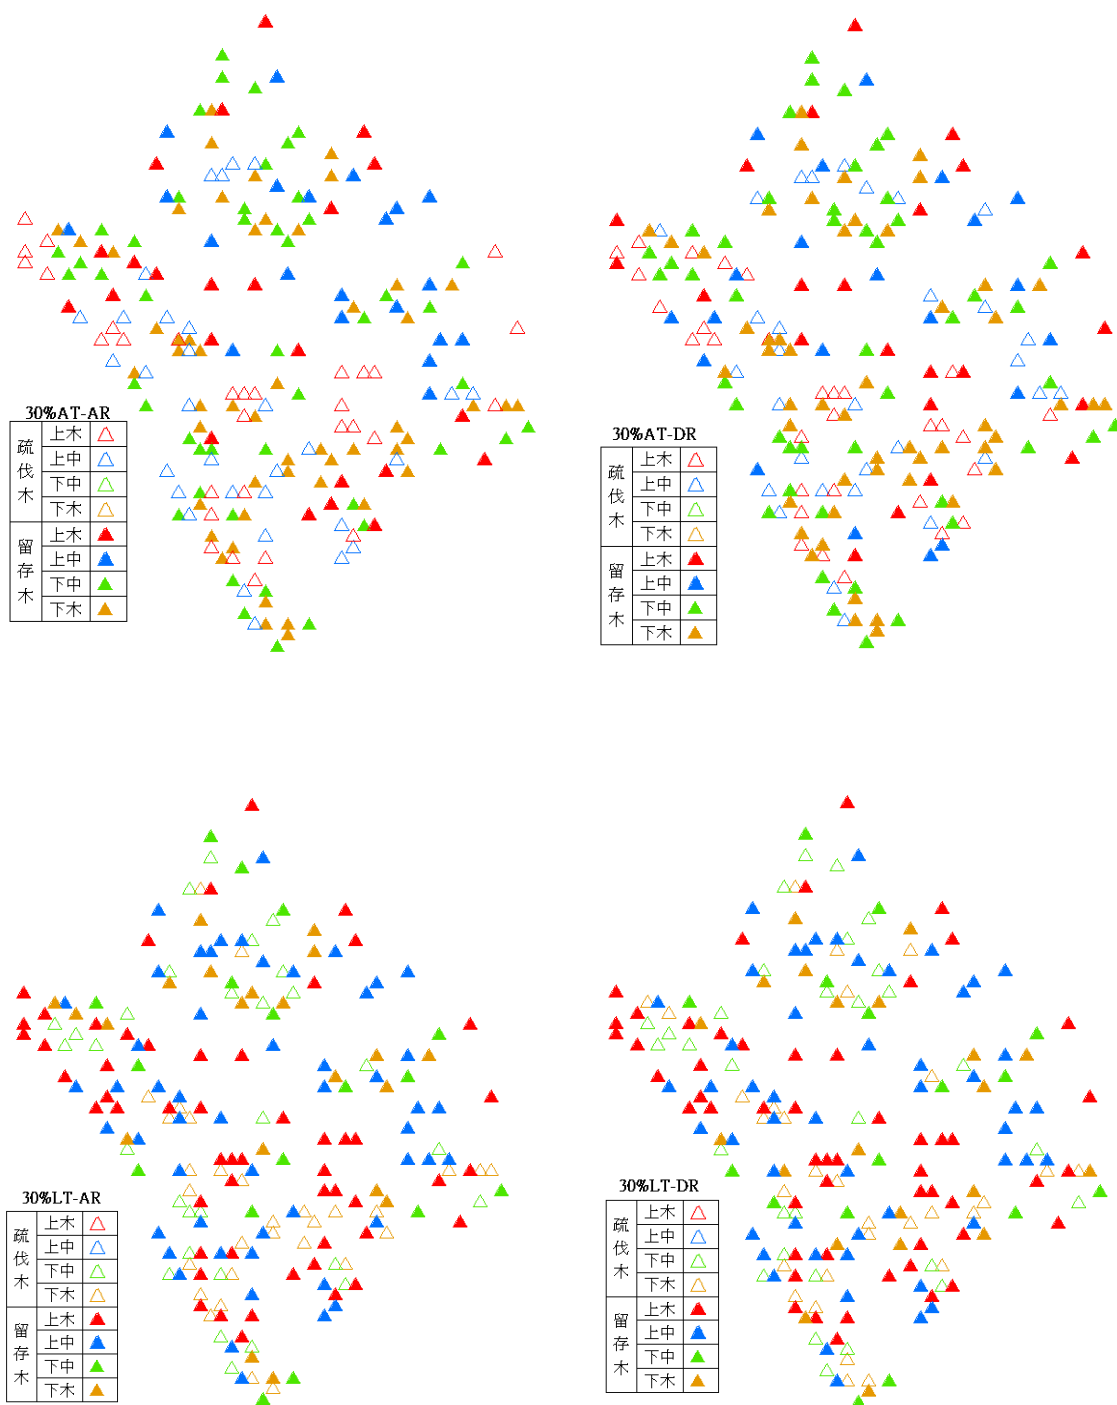 30%AT-AR
疏伐木
上木
上中
下中
下木
留存木
上木
上中
下中
下木
30%AT-DR
疏伐木
上木
上中
下中
下木
留存木
上木
上中
下中
下木
30%LT-AR
疏伐木
上木
上中
下中
下木
留存木
上木
上中
下中
下木
30%LT-DR
疏伐木
上木
上中
下中
下木
留存木
上木
上中
下中
下木